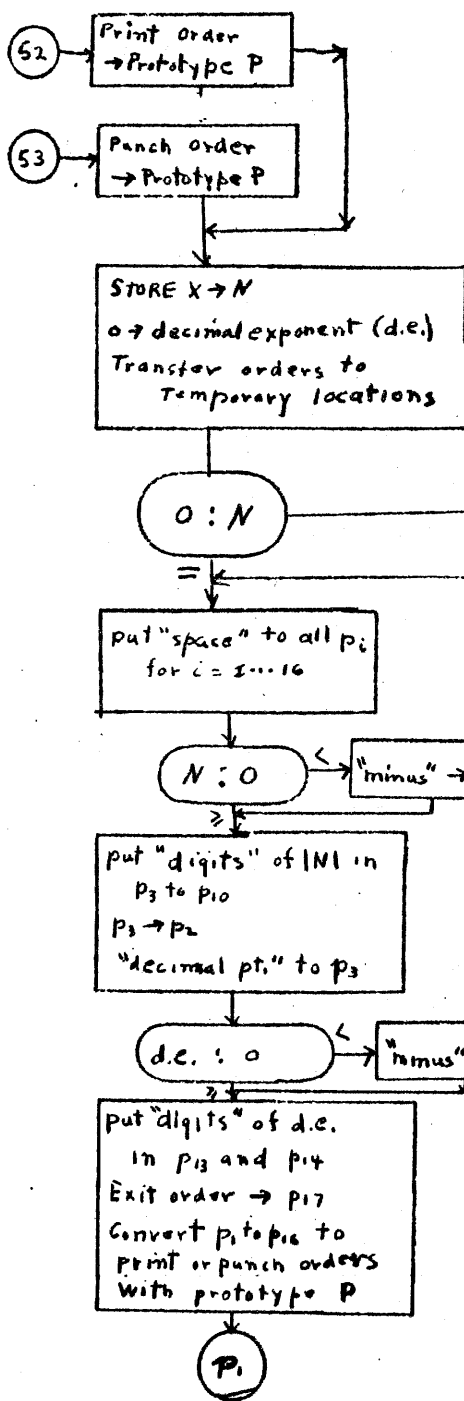 52
Print Order
→ Prototype P
53
Punch Order
→ Prototype P
STORE X → N
0 → decimal exponent (d.e.)
Transfer orders to
Temporary locations
0 : N
=
put "space" to all pi
for i = 1...16
N : 0
<
"minus" →
≥
put "digits" of |N| in
p3 to p10
p3 → p2
"decimal pt." to p3
d.e. : 0
<
"minus"
≥
put "digits" of d.e.
in p13 and p14
Exit order → p17
Convert p1 to p16 to
print or punch orders
with prototype P
p1